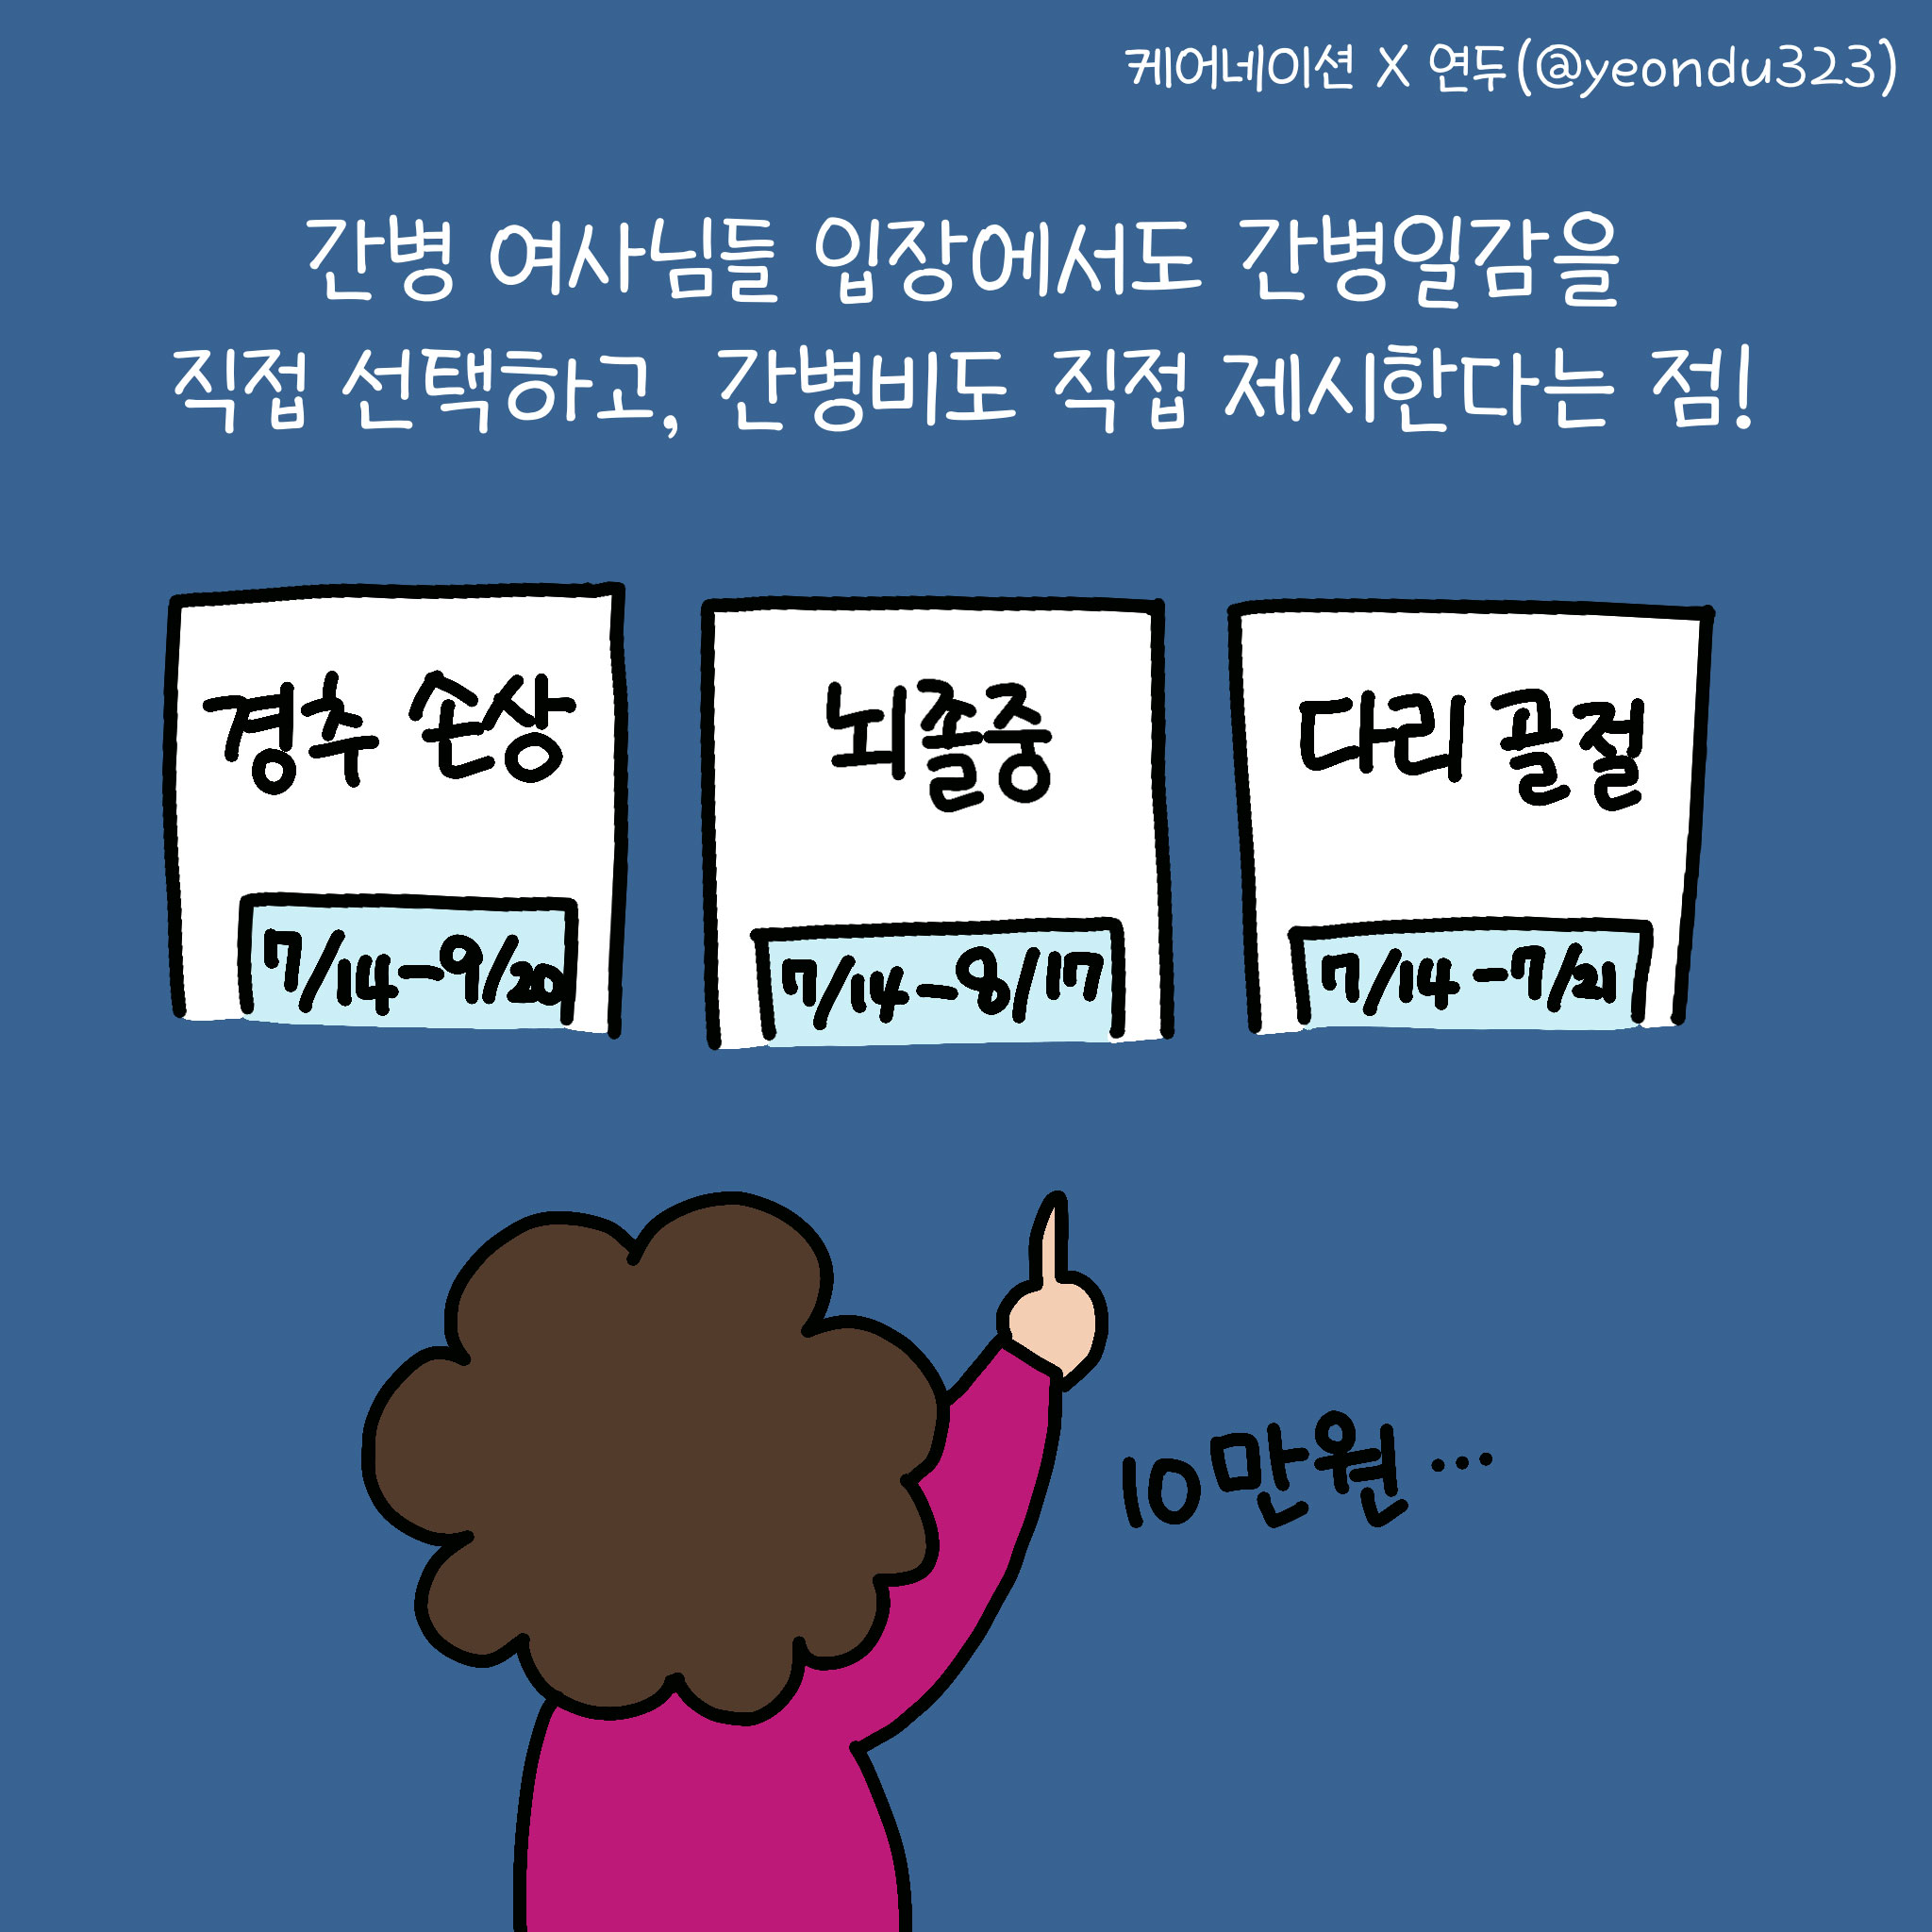 케어네이션 X 연두(@yeondu323)
간병 여사님들 입장에서도 간병일감을
직접 선택하고, 간병비도 직접 제시한다는 점!
경수 손상
뇌졸중
다리 골절
7/14-9/20
7/14-8/17
7/14-7/21
10만원...